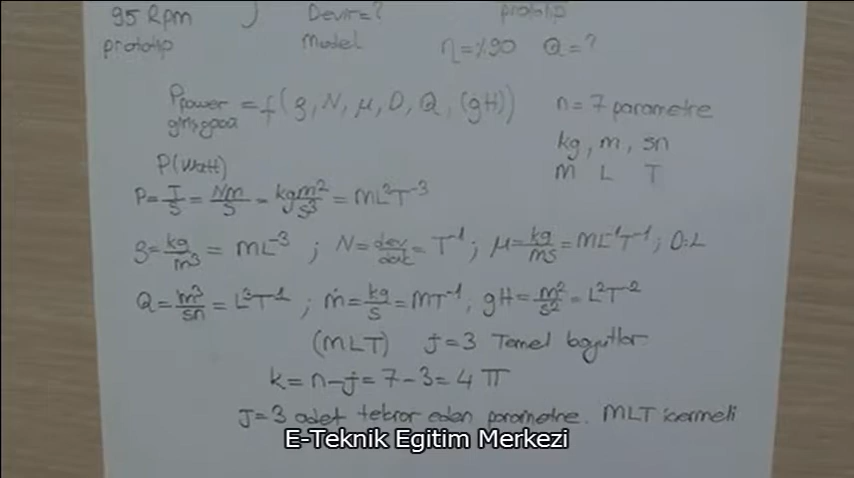 95 Rpm } Devir=? prototip
prototip Model η=%90 Q=?
Ppower = f(ρ, N, μ, D, Q, (gH)) n=7 parametre
giriş gücü kg, m, sn
P(Watt) M L T
P=J/S=Nm/S=kgm²/s³=ML²T⁻³
ρ=kg/m³=ML⁻³ ; N=dev/dak=T⁻¹ ; μ=kg/ms=ML⁻¹T⁻¹ ; D:L
Q=m³/sn=L³T⁻¹ ; ṁ=kg/s=MT⁻¹, gH=m²/s²=L²T⁻²
(MLT) j=3 Temel boyutlar
k=n-j=7-3=4 π
J=3 adet tekrar eden parametre. MLT içermeli
E-Teknik Egitim Merkezi